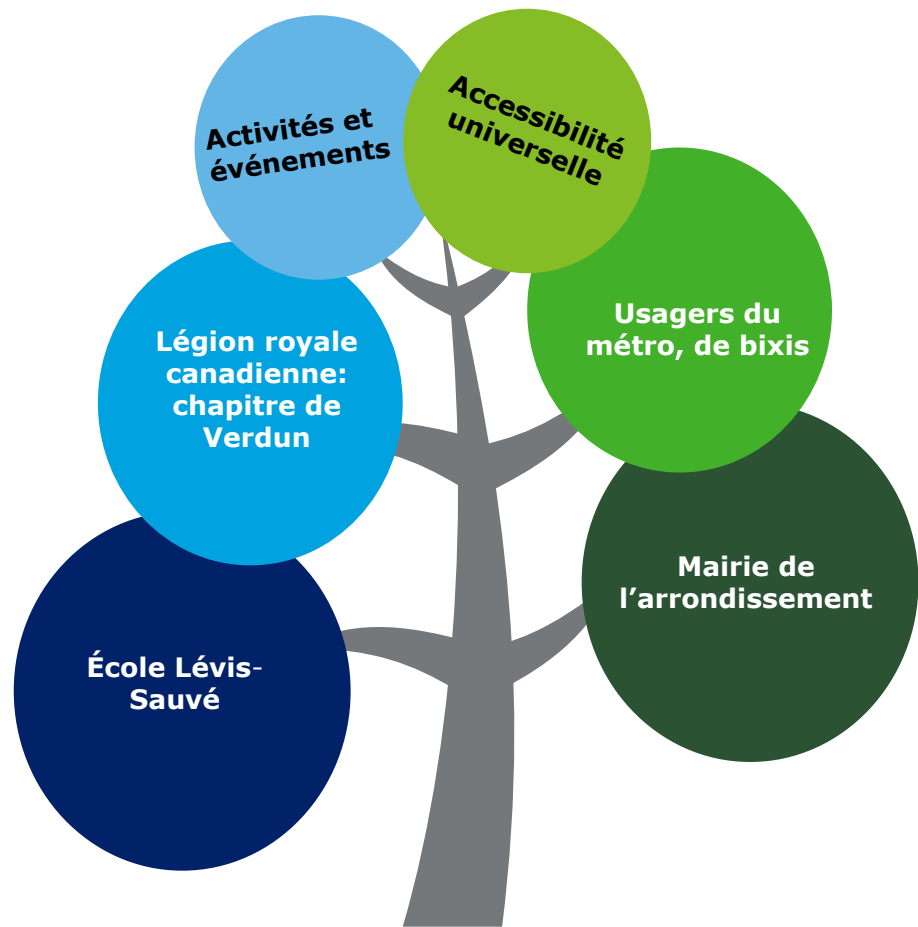 Activités et
événements
Accessibilité
universelle
Légion royale
canadienne:
chapitre de
Verdun
Usagers du
métro, de bixis
École Lévis-
Sauvé
Mairie de
l’arrondissement